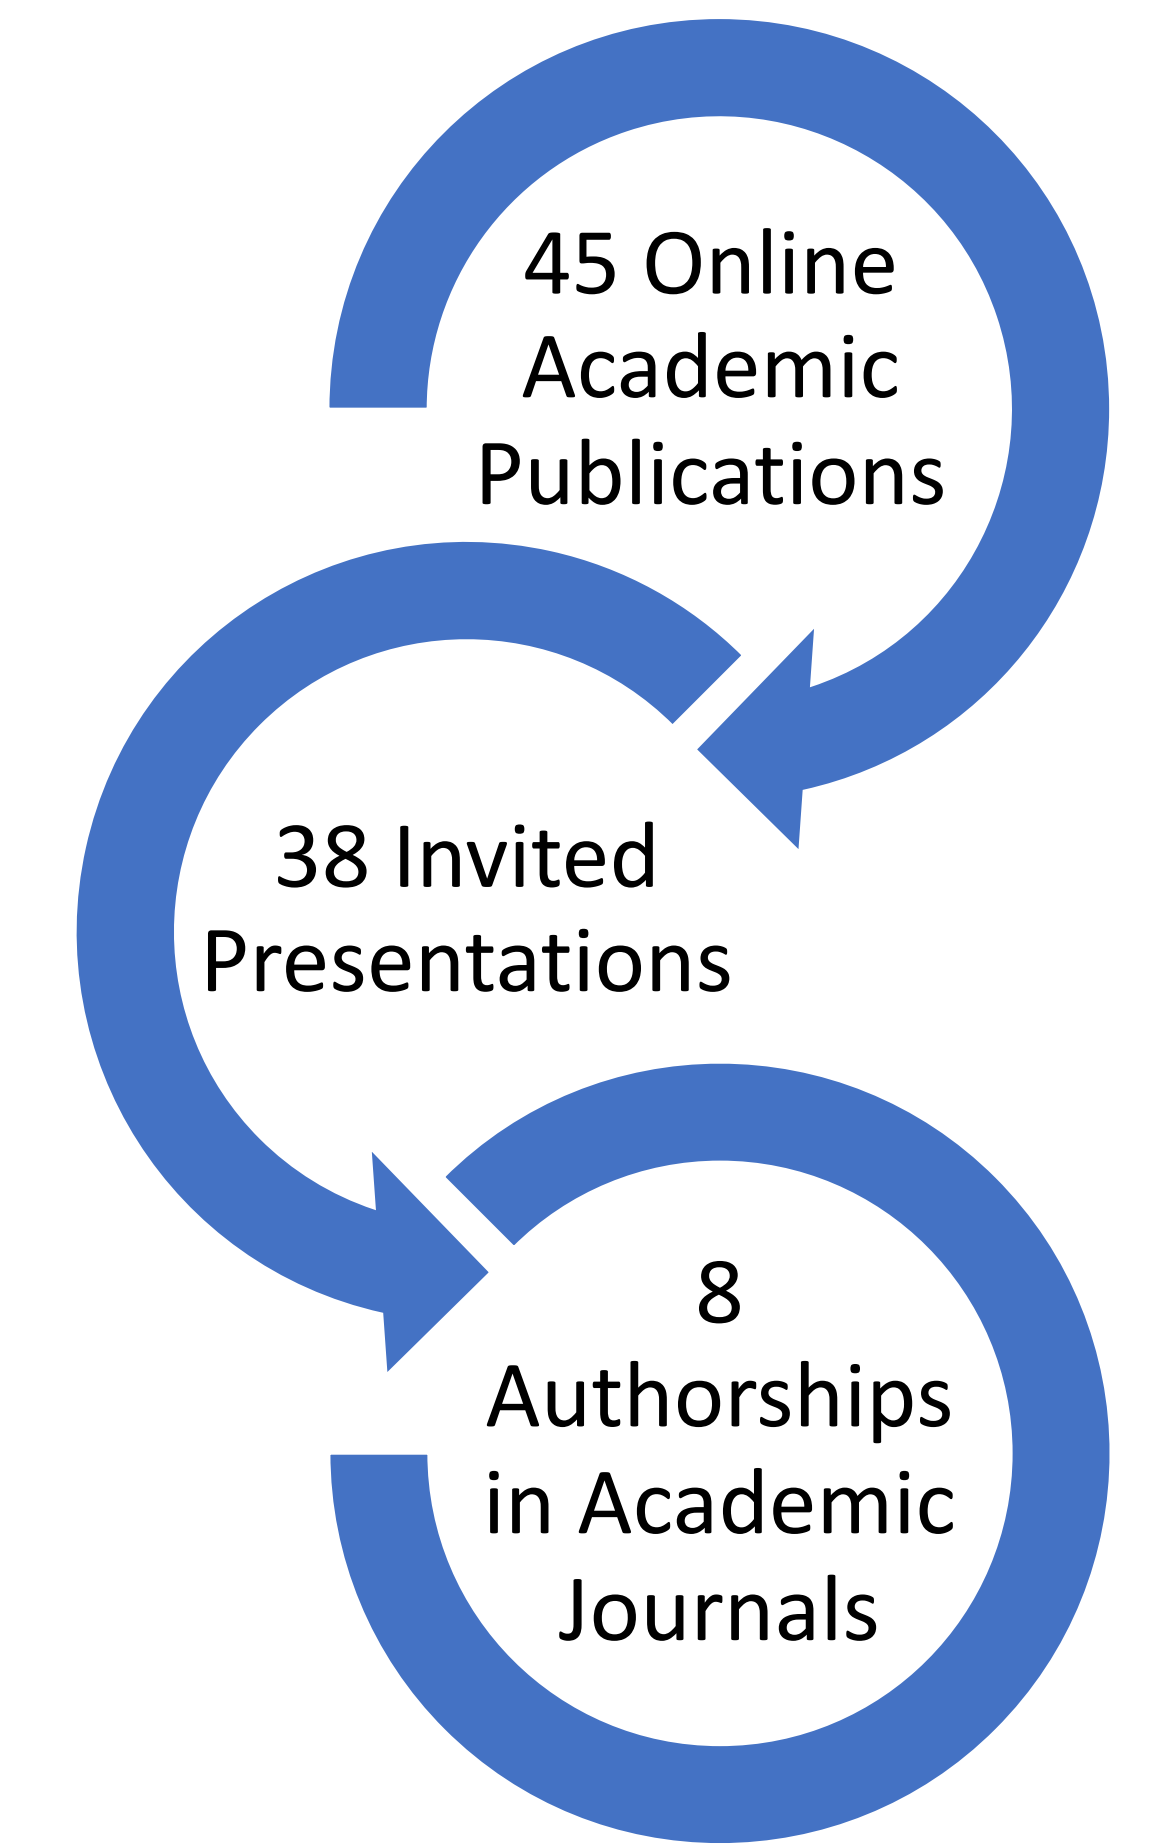 45 Online
Academic
Publications
38 Invited
Presentations
8
Authorships
in Academic
Journals